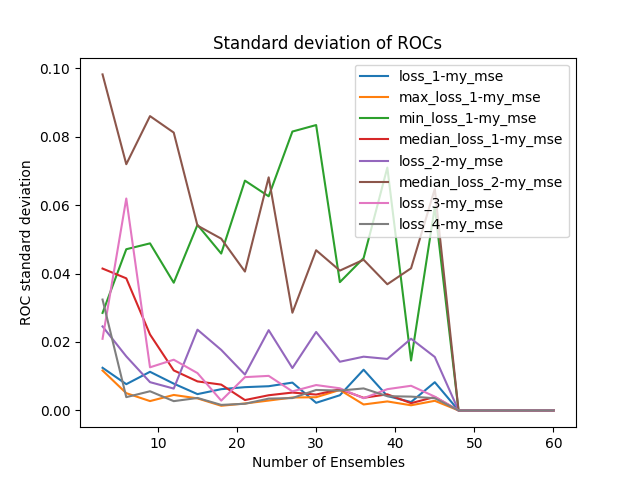 Standard deviation of ROCs
ROC standard deviation
0.10
0.08
0.06
0.04
0.02
0.00
loss_1-my_mse
max_loss_1-my_mse
min_loss_1-my_mse
median_loss_1-my_mse
loss_2-my_mse
median_loss_2-my_mse
loss_3-my_mse
loss_4-my_mse
10 20 30 40 50 60
Number of Ensembles